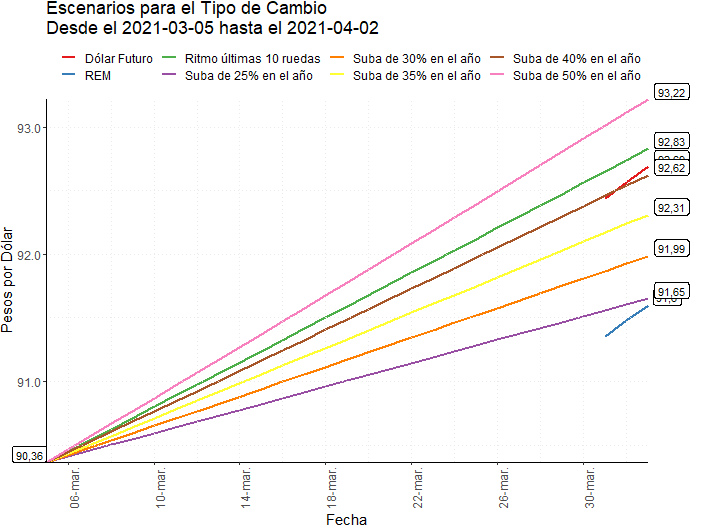 Escenarios para el Tipo de Cambio
Desde el 2021-03-05 hasta el 2021-04-02
Dólar Futuro Ritmo últimas 10 ruedas Suba de 30% en el año Suba de 40% en el año
REM Suba de 25% en el año Suba de 35% en el año Suba de 50% en el año
93,22
93.0
92,83
92,62
92,31
92.0
91,99
91,65
91.0
90,36
Pesos por Dólar
06-mar.
10-mar.
14-mar.
18-mar.
22-mar.
26-mar.
30-mar.
Fecha